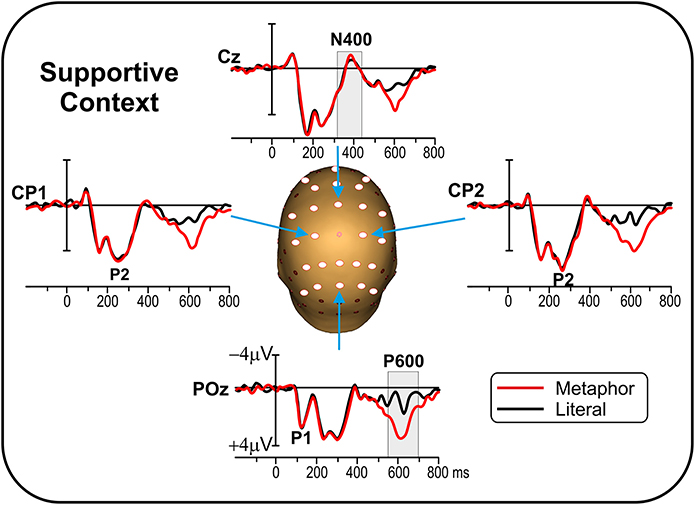 Supportive
Context
Cz
N400
0 200 400 600 800
CP1
P2
0 200 400 600 800
CP2
P2
0 200 400 600 800
−4μV
POz
P600
P1
+4μV
0 200 400 600 800 ms
Metaphor
Literal